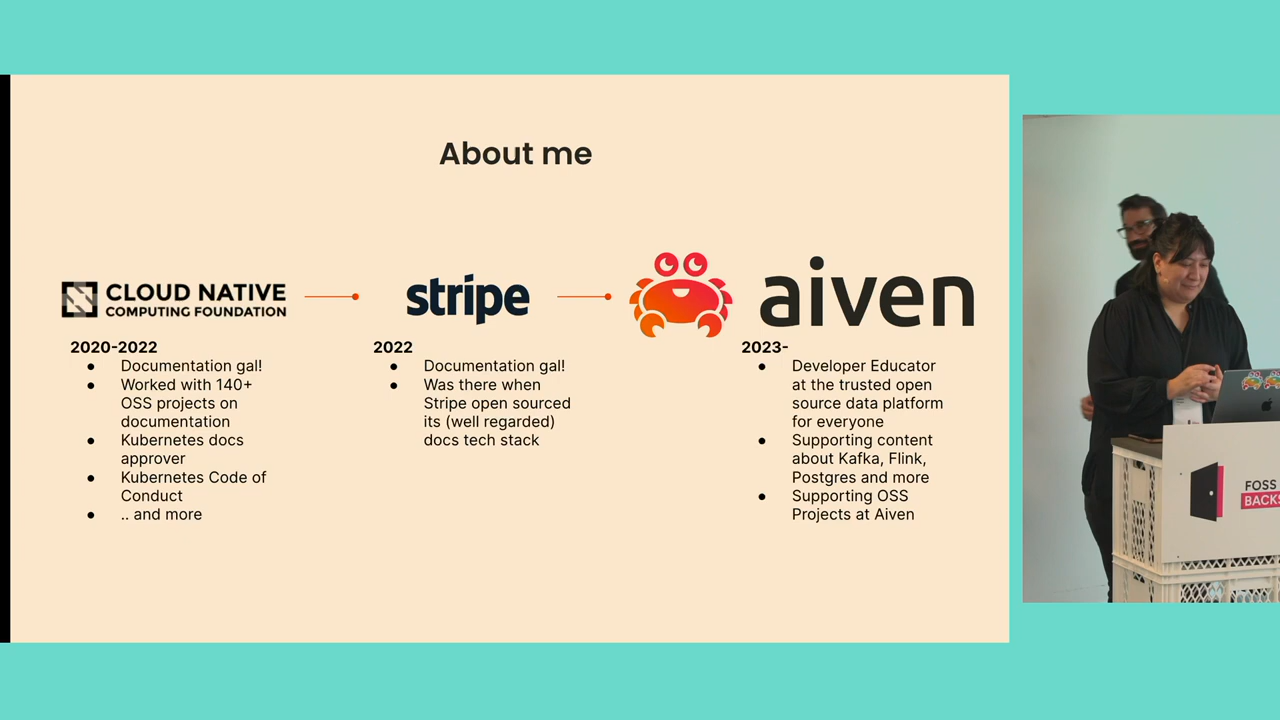 About me
CLOUD NATIVE
COMPUTING FOUNDATION
2020-2022
● Documentation gal!
● Worked with 140+
OSS projects on
documentation
● Kubernetes docs
approver
● Kubernetes Code of
Conduct
● .. and more
stripe
2022
● Documentation gal!
● Was there when
Stripe open sourced
its (well regarded)
docs tech stack
aiven
2023-
● Developer Educator
at the trusted open
source data platform
for everyone
● Supporting content
about Kafka, Flink,
Postgres and more
● Supporting OSS
Projects at Aiven
FOSS
BACKS